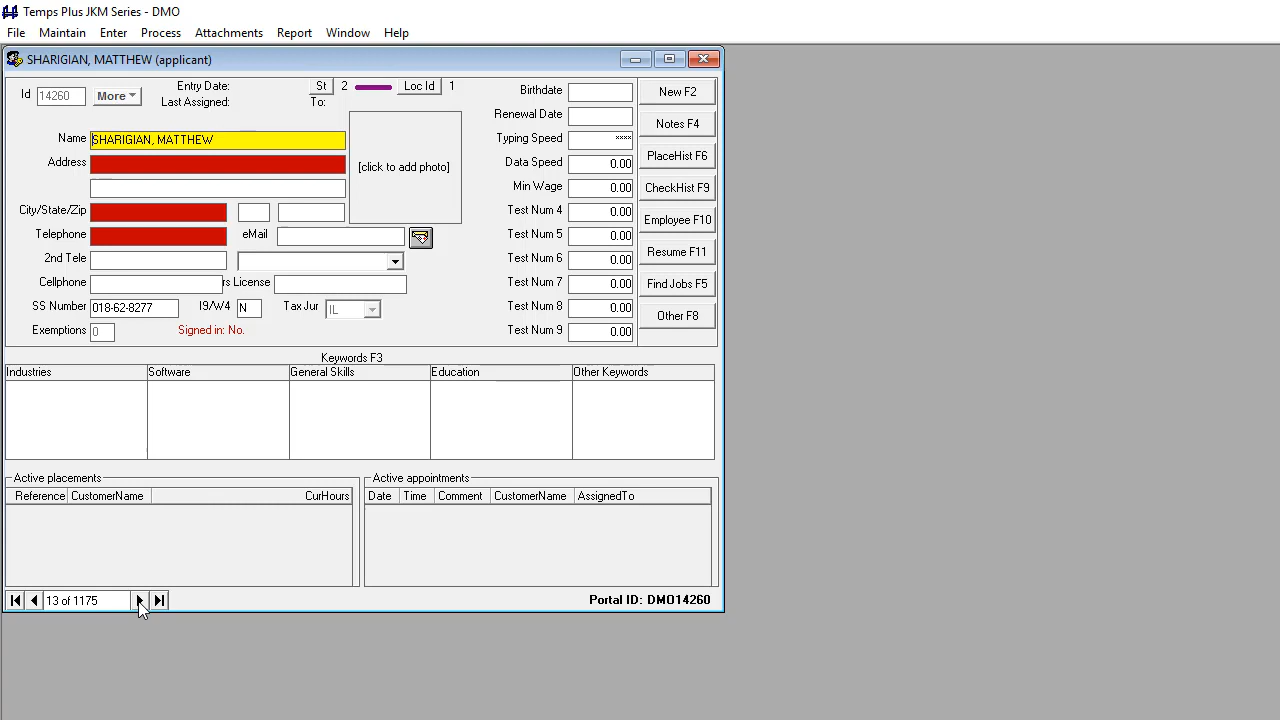 Temps Plus JKM Series - DMO
File Maintain Enter Process Attachments Report Window Help
SHARIGIAN, MATTHEW (applicant)
Id 14260 More Entry Date: St 2 Loc Id 1 Birthdate New F2
Last Assigned: To:
Renewal Date Notes F4
Name SHARIGIAN, MATTHEW Typing Speed ****
Address [click to add photo] Data Speed 0.00 PlaceHist F6
Min Wage 0.00 CheckHist F9
City/State/Zip Test Num 4 0.00 Employee F10
Telephone eMail Test Num 5 0.00
2nd Tele Test Num 6 0.00 Resume F11
Cellphone rs License Test Num 7 0.00 Find Jobs F5
SS Number 018-62-8277 I9/W4 N Tax Jur IL Test Num 8 0.00 Other F8
Exemptions 0 Signed in: No. Test Num 9 0.00
Keywords F3
Industries Software General Skills Education Other Keywords
Active placements Active appointments
Reference CustomerName CurHours Date Time Comment CustomerName AssignedTo
13 of 1175 Portal ID: DMO14260